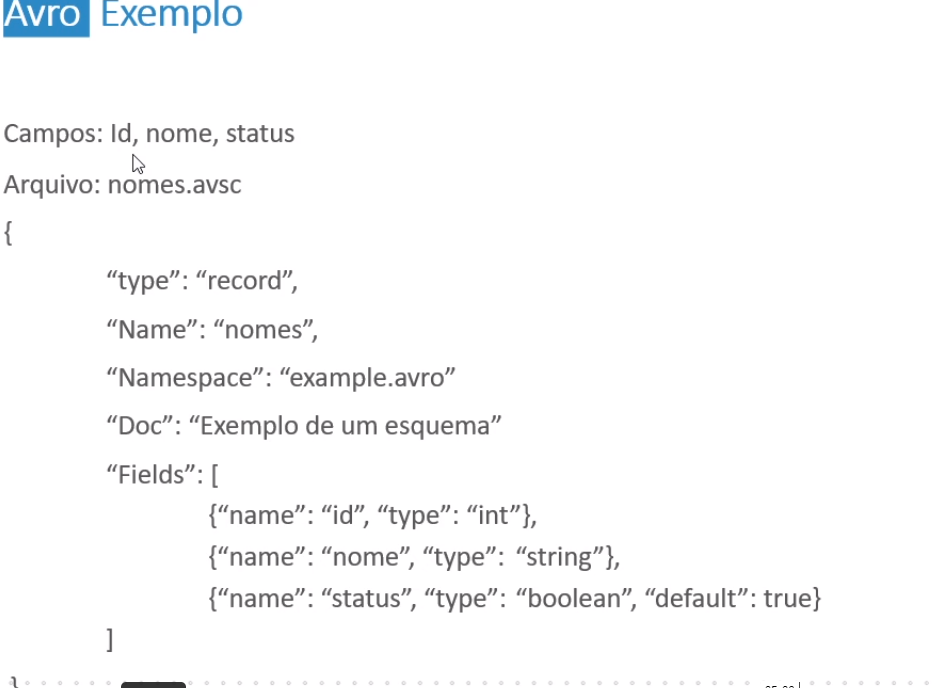 Avro Exemplo
Campos: Id, nome, status
Arquivo: nomes.avsc
{
“type”: “record”,
“Name”: “nomes”,
“Namespace”: “example.avro”
“Doc”: “Exemplo de um esquema”
“Fields”: [
{“name”: “id”, “type”: “int”},
{“name”: “nome”, “type”: “string”},
{“name”: “status”, “type”: “boolean”, “default”: true}
]
}